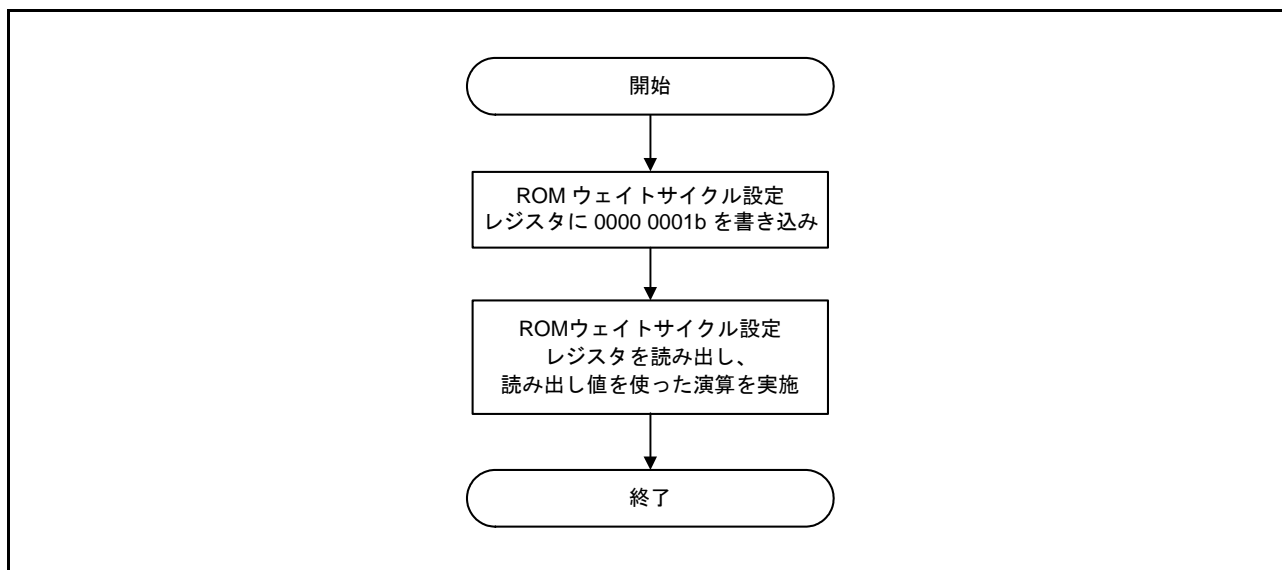 開始
ROM ウェイトサイクル設定
レジスタに 0000 0001b を書き込み
ROMウェイトサイクル設定
レジスタを読み出し、
読み出し値を使った演算を実施
終了